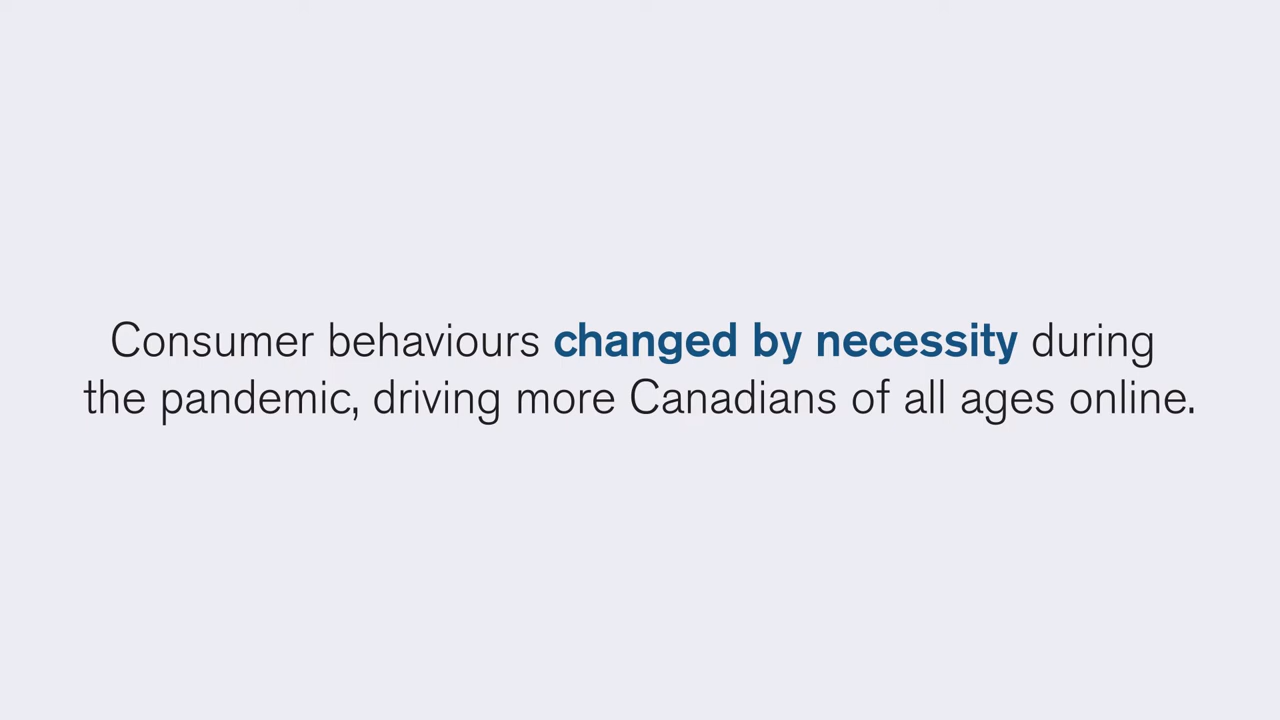 Consumer behaviours changed by necessity during
the pandemic, driving more Canadians of all ages online.